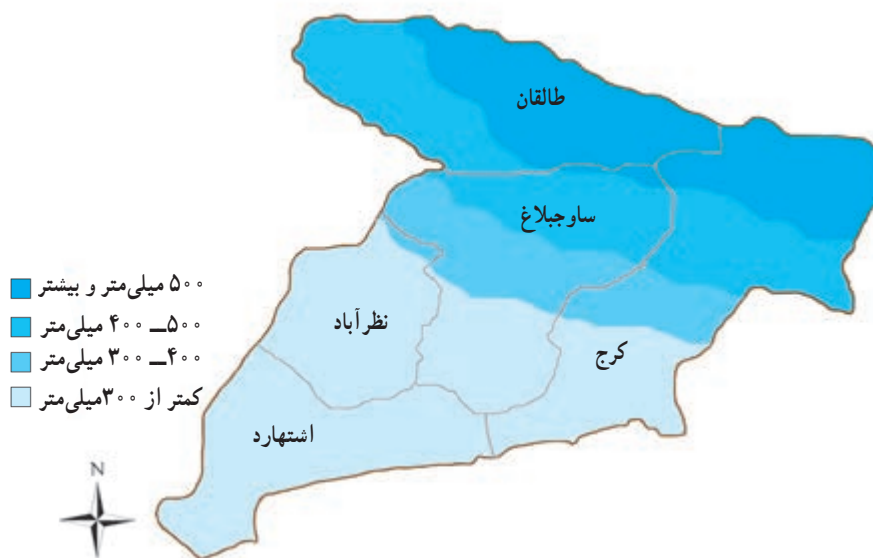 طالقان
ساوجبلاغ
نظرآباد
کرج
اشتهارد
۵۰۰ میلی‌متر و بیشتر
۵۰۰ــ ۴۰۰ میلی‌متر
۴۰۰ــ ۳۰۰ میلی‌متر
کمتر از ۳۰۰میلی‌متر
N